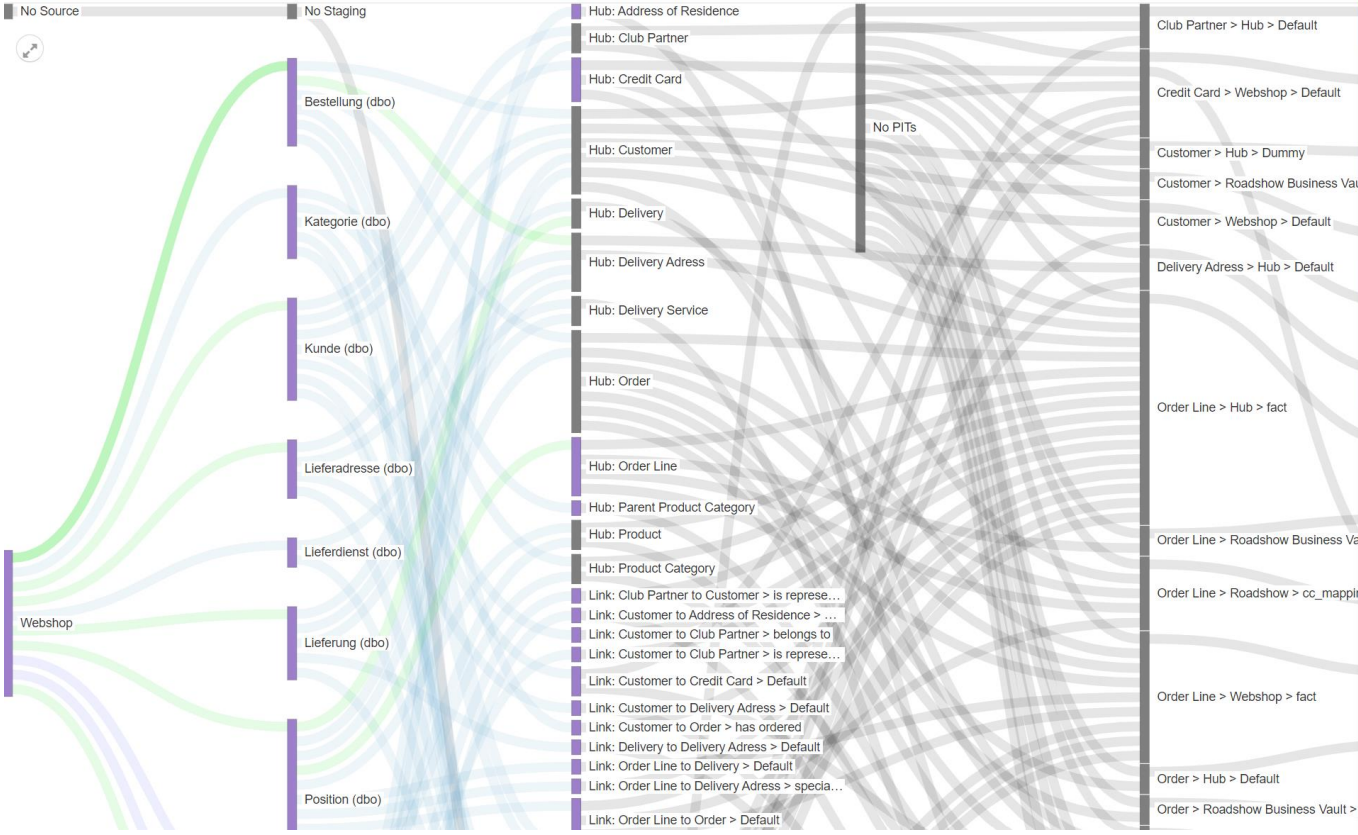 No Source
No Staging
Bestellung (dbo)
Kategorie (dbo)
Kunde (dbo)
Lieferadresse (dbo)
Lieferdienst (dbo)
Lieferung (dbo)
Webshop
Position (dbo)
Hub: Address of Residence
Hub: Club Partner
Hub: Credit Card
Hub: Customer
Hub: Delivery
Hub: Delivery Adress
Hub: Delivery Service
Hub: Order
Hub: Order Line
Hub: Parent Product Category
Hub: Product
Hub: Product Category
Link: Club Partner to Customer > is represe…
Link: Customer to Address of Residence > …
Link: Customer to Club Partner > belongs to
Link: Customer to Club Partner > is represe…
Link: Customer to Credit Card > Default
Link: Customer to Delivery Adress > Default
Link: Customer to Order > has ordered
Link: Delivery to Delivery Adress > Default
Link: Order Line to Delivery > Default
Link: Order Line to Delivery Adress > specia…
Link: Order Line to Order > Default
No PITs
Club Partner > Hub > Default
Credit Card > Webshop > Default
Customer > Hub > Dummy
Customer > Roadshow Business Vau
Customer > Webshop > Default
Delivery Adress > Hub > Default
Order Line > Hub > fact
Order Line > Roadshow Business Va
Order Line > Roadshow > cc_mappin
Order Line > Webshop > fact
Order > Hub > Default
Order > Roadshow Business Vault >